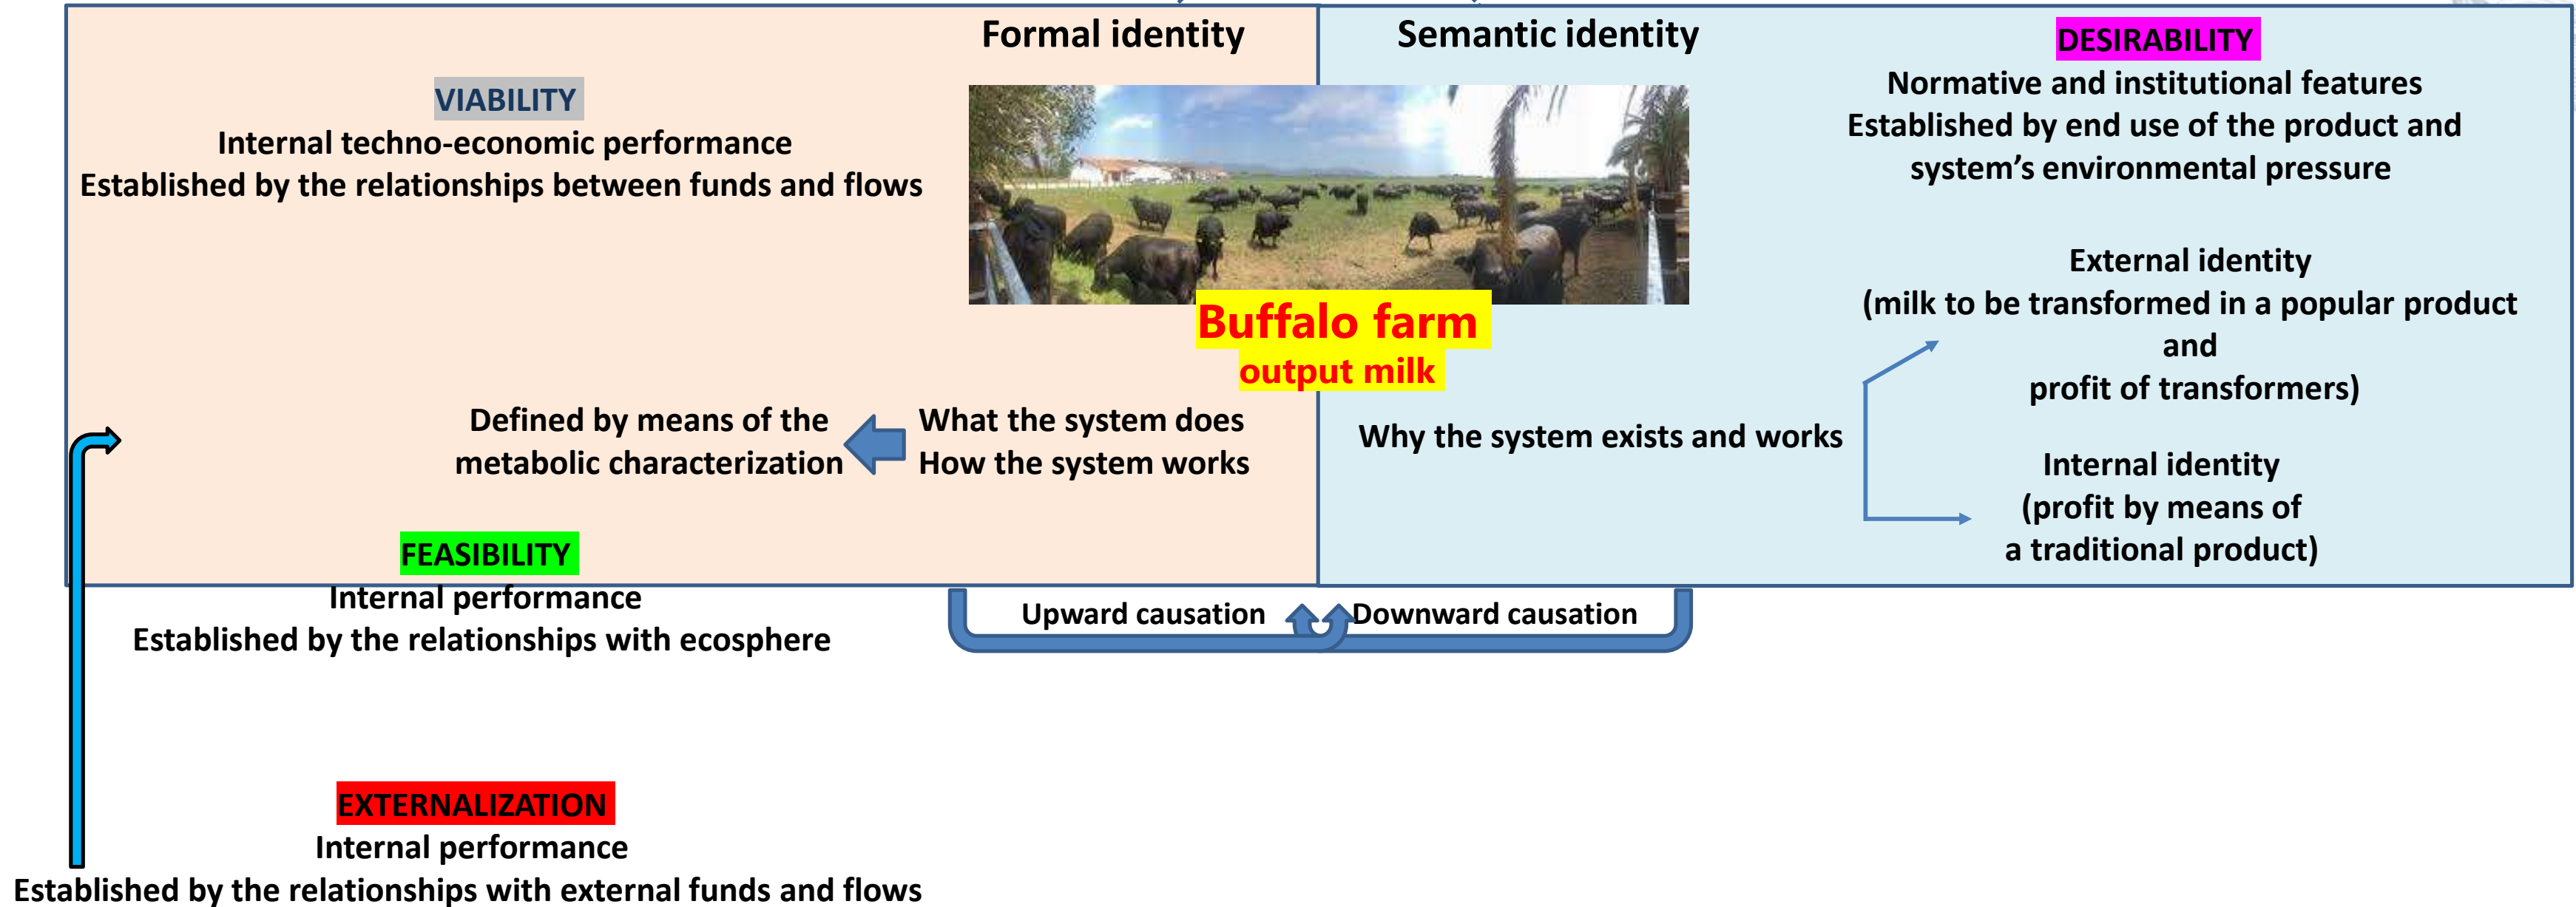 Formal identity
Semantic identity
VIABILITY
Internal techno-economic performance
Established by the relationships between funds and flows
DESIRABILITY
Normative and institutional features
Established by end use of the product and
system's environmental pressure
Buffalo farm
output milk
External identity
(milk to be transformed in a popular product
and
profit of transformers)
Defined by means of the
metabolic characterization
What the system does
How the system works
Why the system exists and works
Internal identity
(profit by means of
a traditional product)
FEASIBILITY
Internal performance
Established by the relationships with ecosphere
Upward causation
Downward causation
EXTERNALIZATION
Internal performance
Established by the relationships with external funds and flows